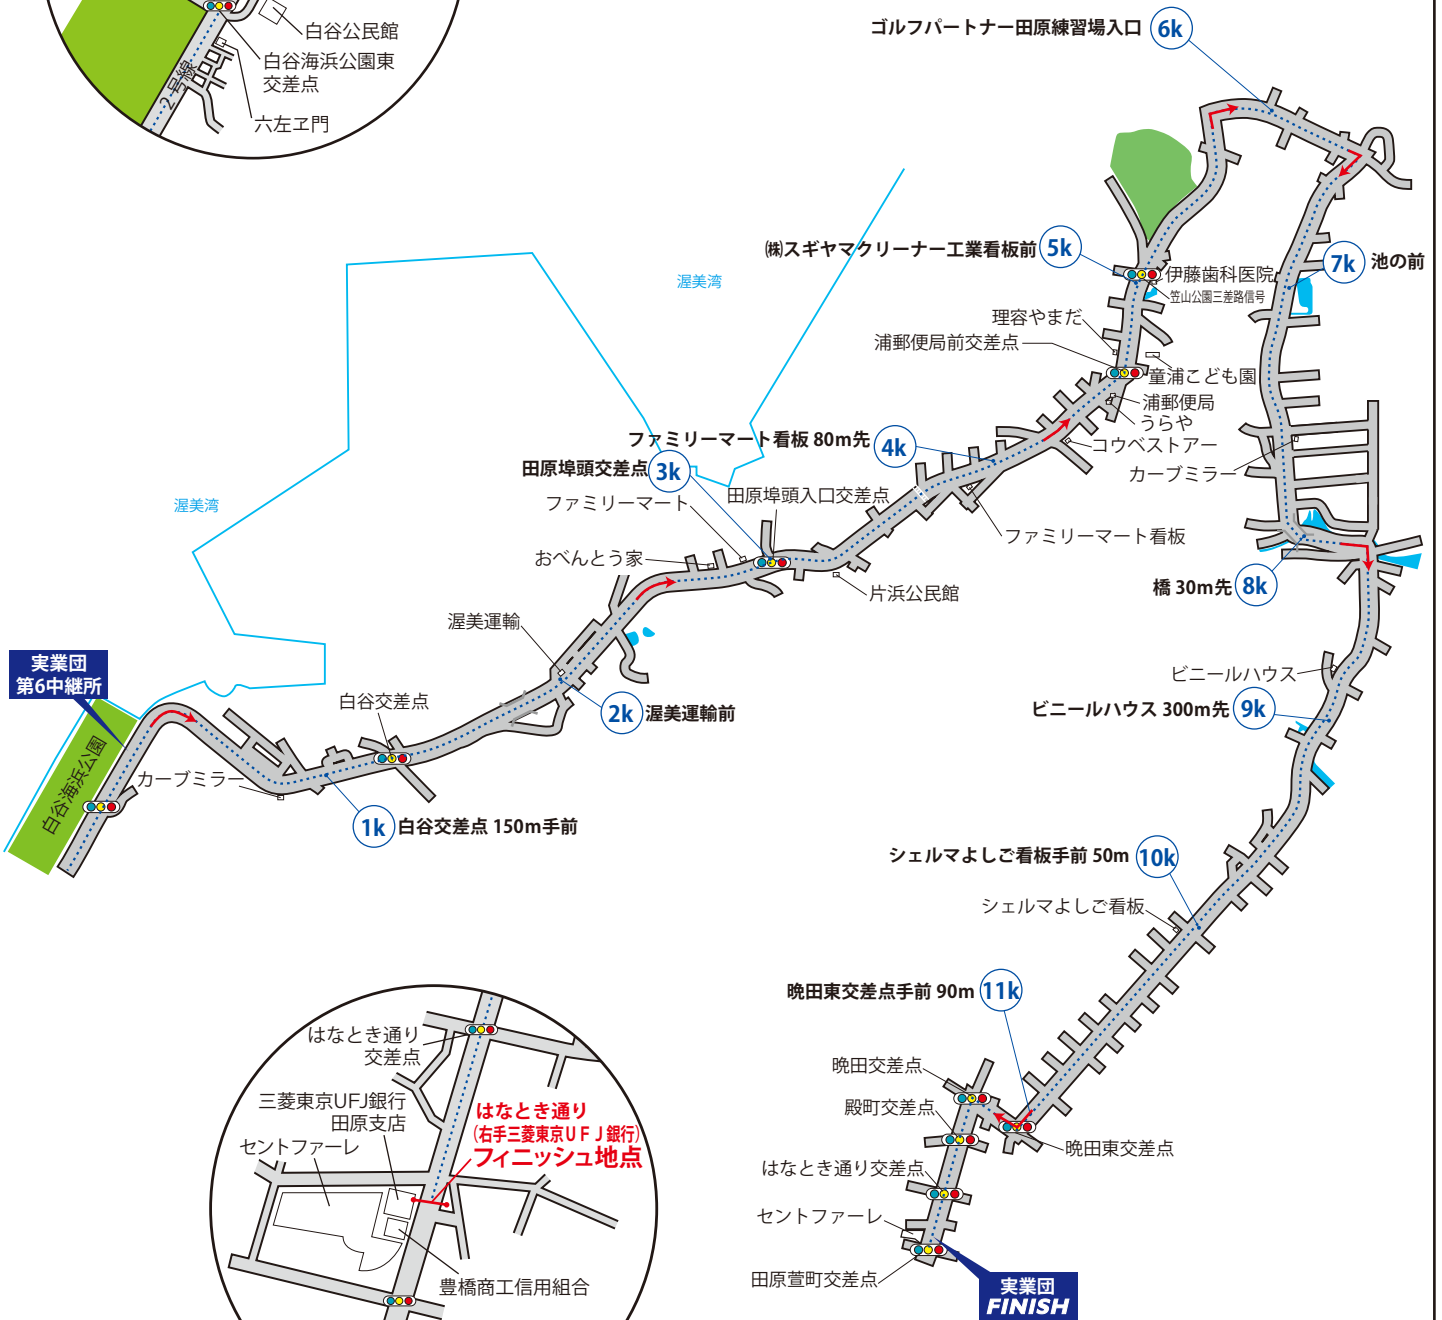 白谷公民館
白谷海浜公園東
交差点
2号線
六左ヱ門
ゴルフパートナー田原練習場入口
6k
㈱スギヤマクリーナー工業看板前
5k
伊藤歯科医院
笠山公園三差路信号
7k
池の前
渥美湾
理容やまだ
浦郵便局前交差点
童浦こども園
浦郵便局
うらや
コウベストアー
カーブミラー
ファミリーマート看板 80m先
4k
田原埠頭交差点
3k
ファミリーマート
田原埠頭入口交差点
渥美湾
ファミリーマート看板
おべんとう家
片浜公民館
橋 30m先
8k
渥美運輸
実業団
第6中継所
白谷交差点
2k
渥美運輸前
ビニールハウス
ビニールハウス 300m先
9k
白谷海浜公園
カーブミラー
1k
白谷交差点 150m手前
シェルマよしご看板手前 50m
10k
シェルマよしご看板
晩田東交差点手前 90m
11k
はなとき通り
交差点
晩田交差点
三菱東京UFJ銀行
田原支店
はなとき通り
(右手三菱東京UFJ銀行)
フィニッシュ地点
殿町交差点
セントファーレ
晩田東交差点
はなとき通り交差点
セントファーレ
豊橋商工信用組合
田原萱町交差点
実業団
FINISH